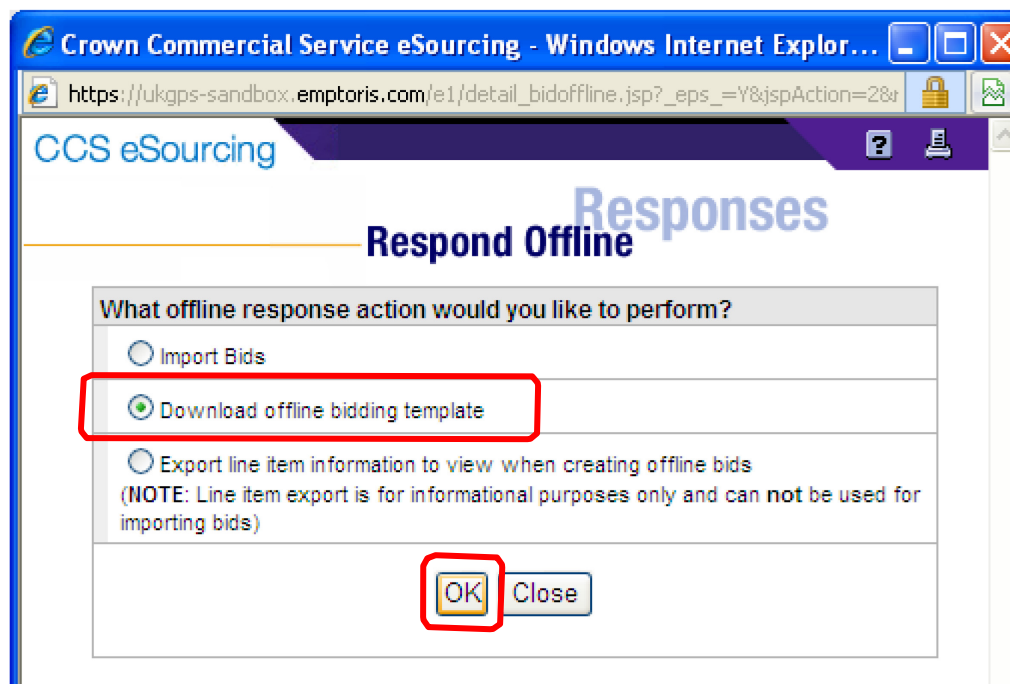 Crown Commercial Service eSourcing - Windows Internet Explor...
https://ukgps-sandbox.emptoris.com/e1/detail_bidoffline.jsp?_eps_=Y&jspAction=2&r
CCS eSourcing
?
Responses
Respond Offline
What offline response action would you like to perform?
Import Bids
Download offline bidding template
Export line item information to view when creating offline bids
(NOTE: Line item export is for informational purposes only and can not be used for
importing bids)
OK Close